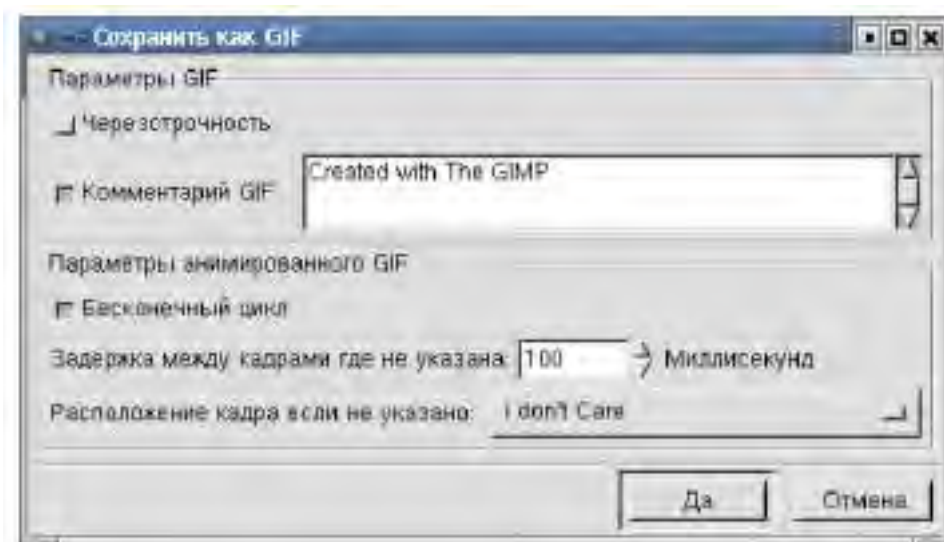 Сохранить как GIF
Параметры GIF
Черезстрочность
Комментарий GIF
Created with The GIMP
Параметры анимированного GIF
Бесконечный цикл
Задержка между кадрами где не указана: 100 Миллисекунд
Расположение кадра если не указано: I don't Care
Да Отмена